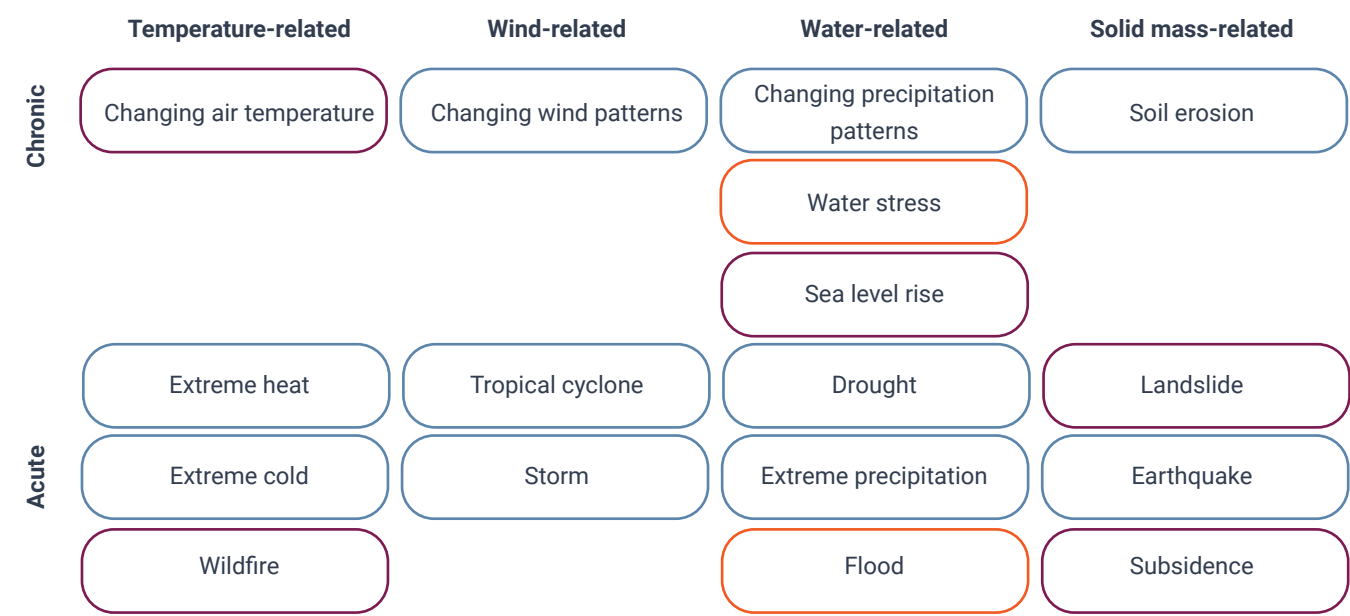 Temperature-related
Wind-related
Water-related
Solid mass-related
Chronic
Changing air temperature
Changing wind patterns
Changing precipitation
patterns
Soil erosion
Water stress
Sea level rise
Acute
Extreme heat
Tropical cyclone
Drought
Landslide
Extreme cold
Storm
Extreme precipitation
Earthquake
Wildfire
Flood
Subsidence